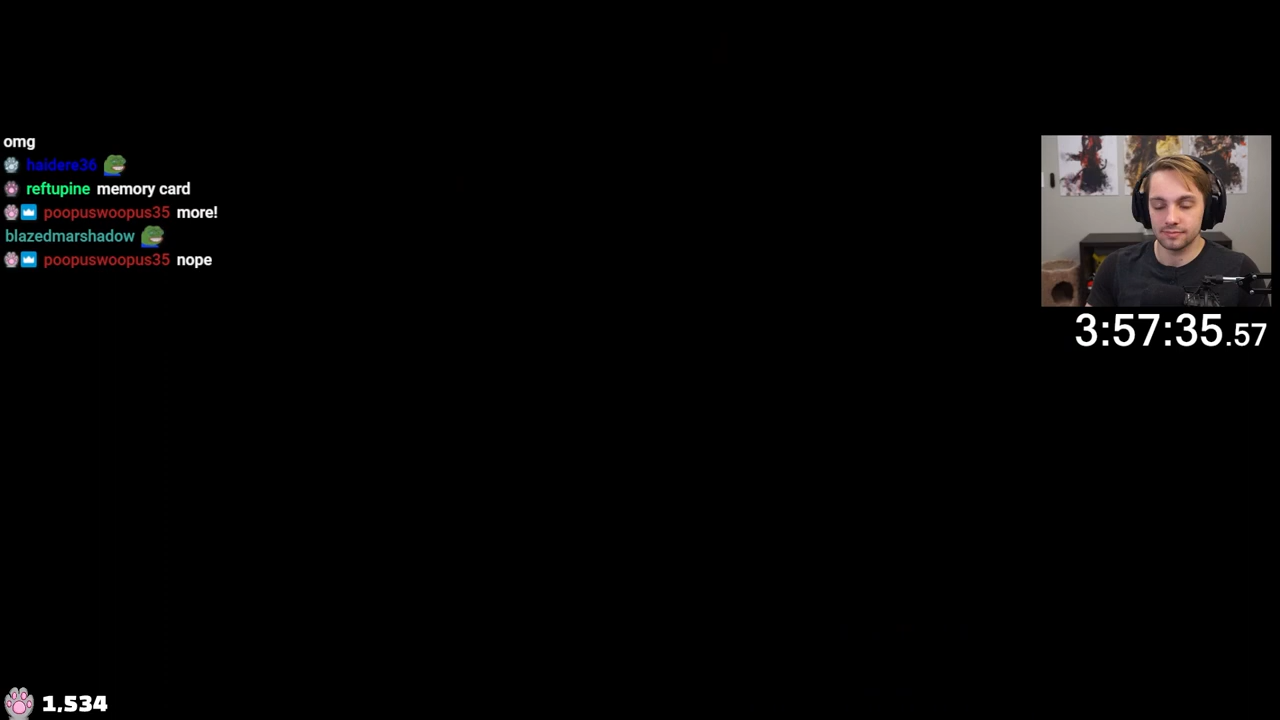 omg
haidere36
reftupine memory card
poopuswoopus35 more!
blazedmarshadow
poopuswoopus35 nope
3:57:35.57
1,534